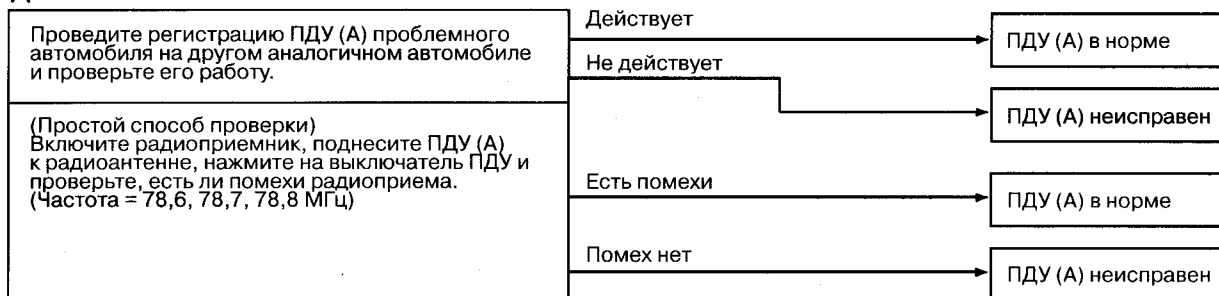 Действует
Проведите регистрацию ПДУ (А) проблемного
автомобиля на другом аналогичном автомобиле
и проверьте его работу.
ПДУ (А) в норме
Не действует
ПДУ (А) неисправен
(Простой способ проверки)
Включите радиоприемник, поднесите ПДУ (А)
к радиоантенне, нажмите на выключатель ПДУ и
проверьте, есть ли помехи радиоприема.
(Частота = 78,6, 78,7, 78,8 МГц)
Есть помехи
ПДУ (А) в норме
Помех нет
ПДУ (А) неисправен